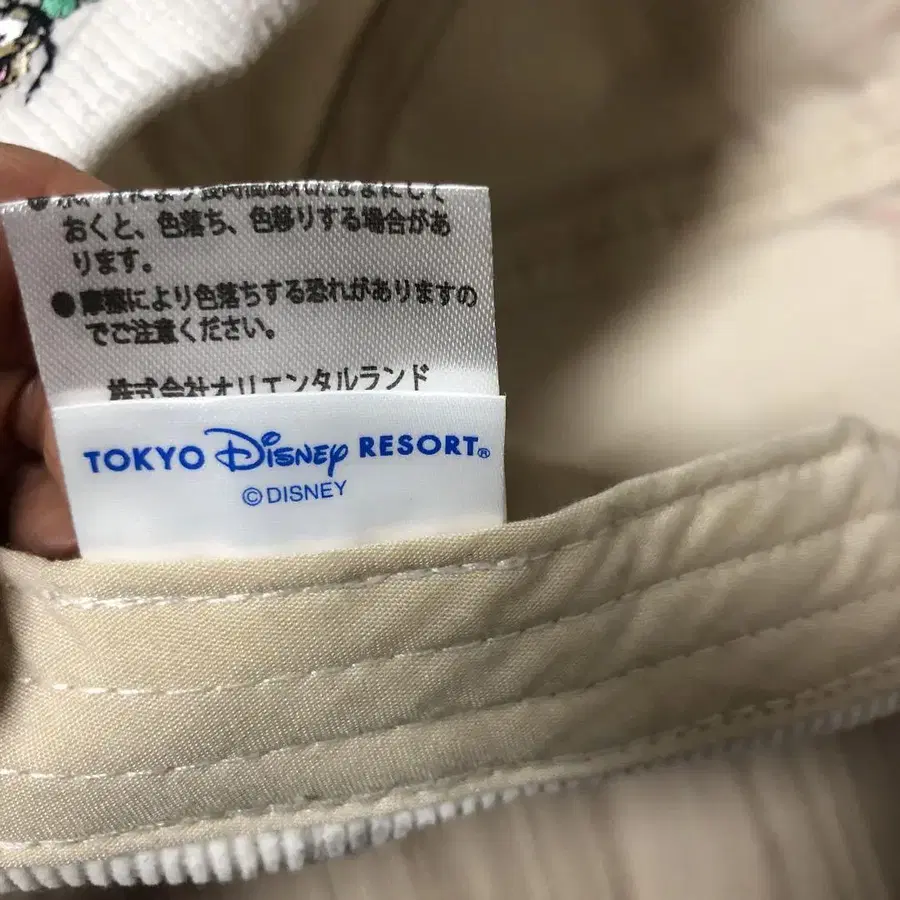 おくと、色落ち、色移りする場合があ
ります。
●摩擦により色落ちする恐れがありますの
でご注意ください。
株式会社オリエンタルランド
TOKYO Disney RESORT®
©DISNEY